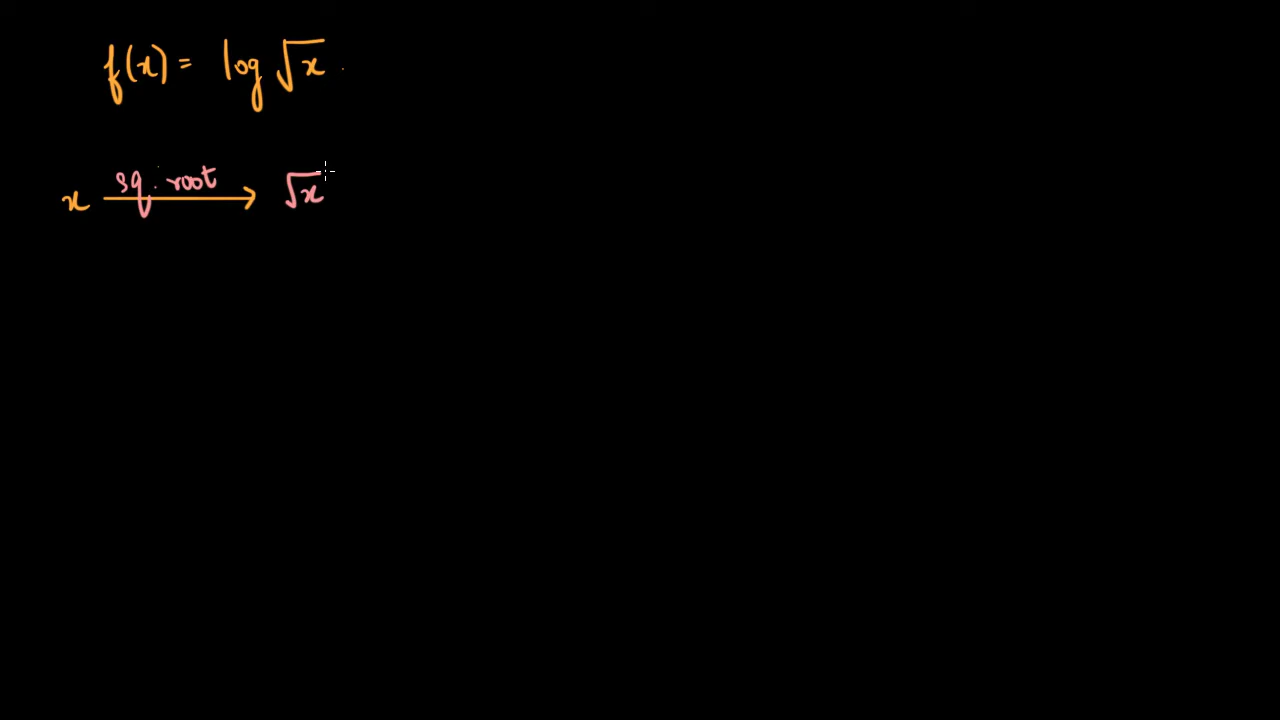 f(x) = log √x
x sq. root → √x